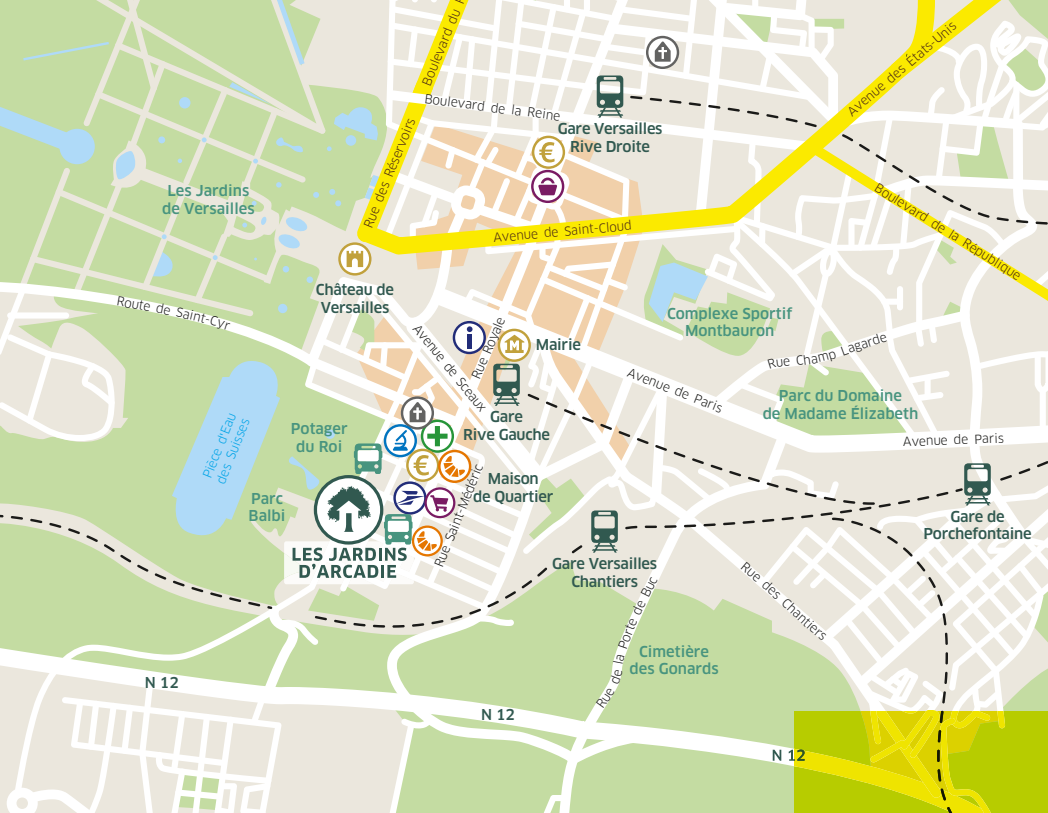 Boulevard du
Avenue des États-Unis
Boulevard de la Reine
Gare Versailles
Rive Droite
Rue des Réservoirs
€
Les Jardins
de Versailles
Boulevard de la République
Avenue de Saint-Cloud
Château de
Versailles
Route de Saint-Cyr
Complexe Sportif
Montbauron
Avenue de Sceaux
i
Rue Royale
M
Mairie
Rue Champ Lagarde
Avenue de Paris
Parc du Domaine
de Madame Élizabeth
Gare
Rive Gauche
Avenue de Paris
Pièce d'Eau
des Suisses
Potager
du Roi
€
Maison
de Quartier
Rue Saint-Médéric
Parc
Balbi
Gare de
Porchefontaine
LES JARDINS
D'ARCADIE
Gare Versailles
Chantiers
Rue des Chantiers
Rue de la Porte de Buc
Cimetière
des Gonards
N 12
N 12
N 12